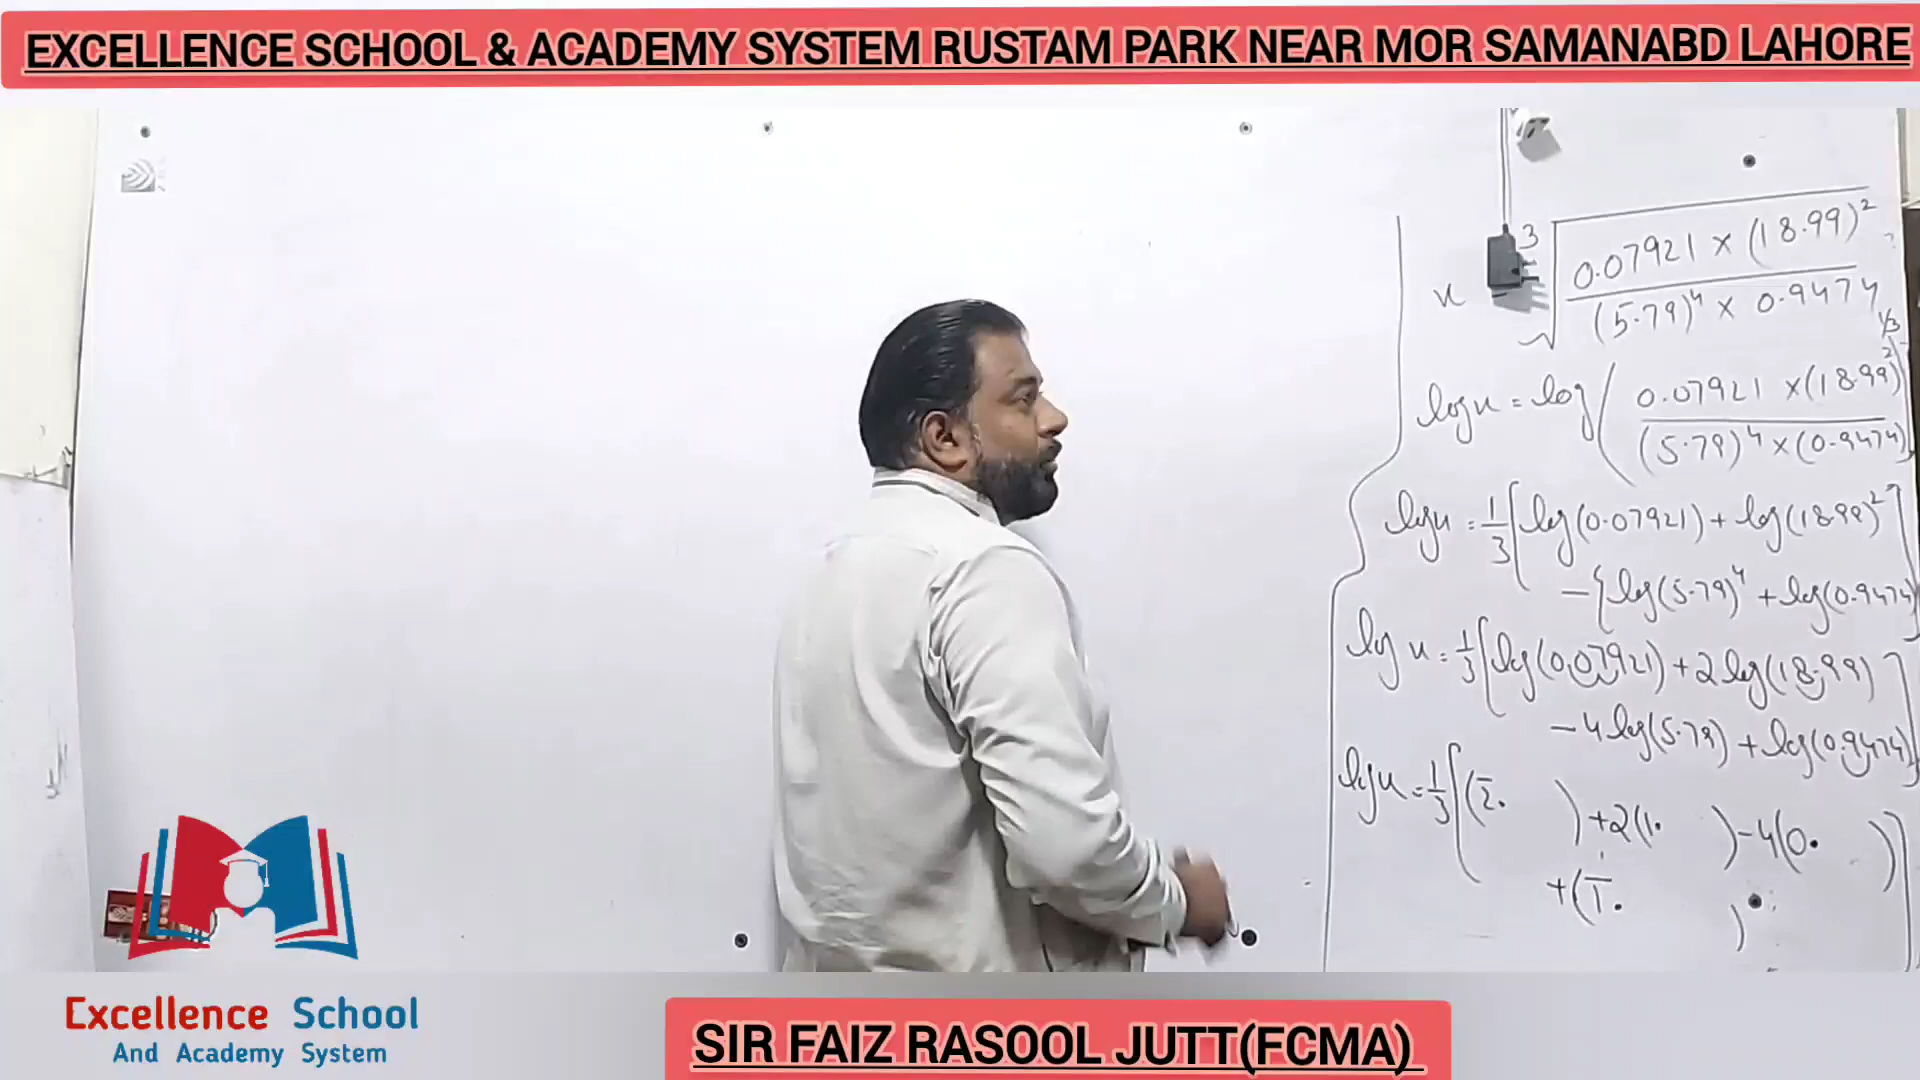 EXCELLENCE SCHOOL & ACADEMY SYSTEM RUSTAM PARK NEAR MOR SAMANABD LAHORE
x 3√ 0.07921 × (18.99)² / (5.79)⁴ × 0.9474
log x = log ( 0.07921 × (18.99)² / (5.79)⁴ × (0.9474) )^1/3
log x = 1/3 [ log(0.07921) + log(18.99)² ]
- { log(5.79)⁴ + log(0.9474)
log x = 1/3 [ log(0.07921) + 2 log(18.99) ]
- 4 log(5.79) + log(0.9474)
log x = 1/3 [ (2̅. ) + 2(1. ) - 4(0. ) ]
+ (1̅. )
Excellence School
And Academy System
SIR FAIZ RASOOL JUTT(FCMA)